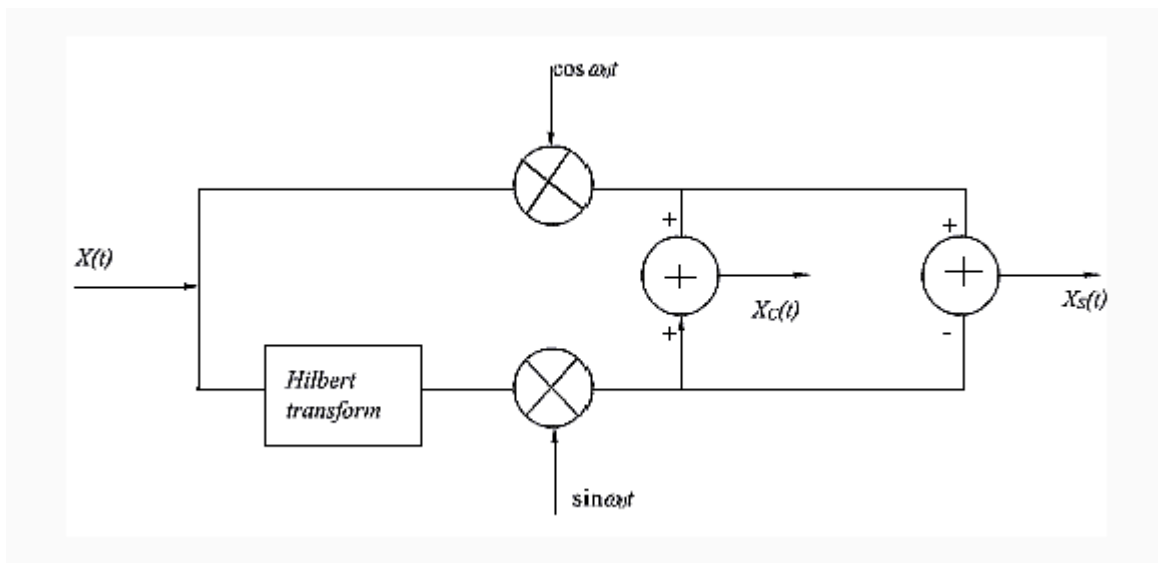 cos ω₀t
X(t)
+
+
+
+
X_C(t)
+
-
X_S(t)
Hilbert
transform
sin ω₀t